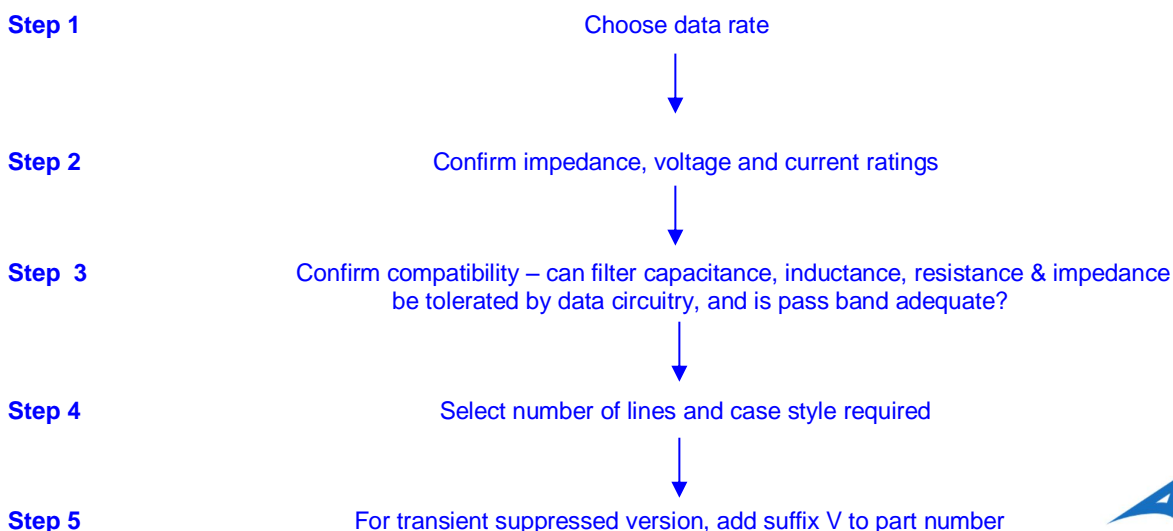 Step 1 Choose data rate
Step 2 Confirm impedance, voltage and current ratings
Step 3 Confirm compatibility – can filter capacitance, inductance, resistance & impedance
be tolerated by data circuitry, and is pass band adequate?
Step 4 Select number of lines and case style required
Step 5 For transient suppressed version, add suffix V to part number